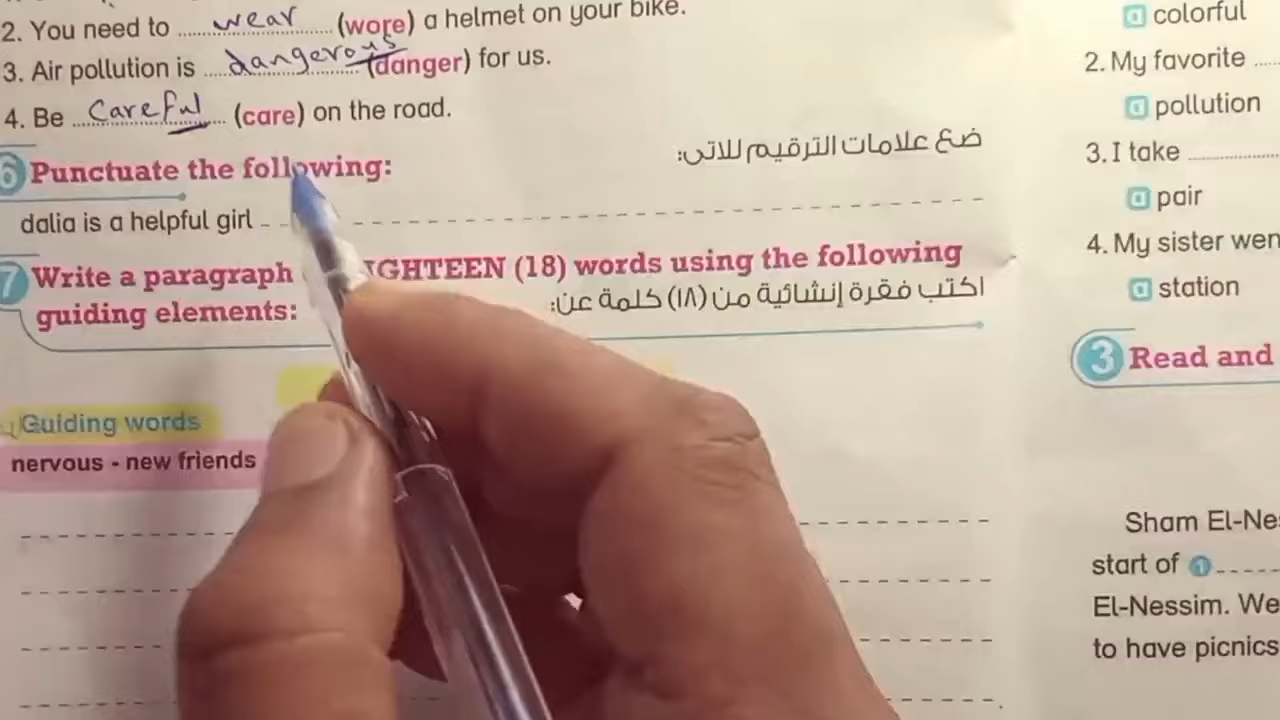 2. You need to wear (wore) a helmet on your bike.
3. Air pollution is dangerous (danger) for us.
4. Be Careful (care) on the road.
6 Punctuate the following:
ضع علامات الترقيم للاتى:
dalia is a helpful girl
7 Write a paragraph GHTEEN (18) words using the following
guiding elements:
اكتب فقرة إنشائية من (١٨) كلمة عن:
Guiding words
nervous - new friends
a colorful
2. My favorite
a pollution
3. I take
a pair
4. My sister wen
a station
3 Read and
Sham El-Ne
start of 1
El-Nessim. We
to have picnics